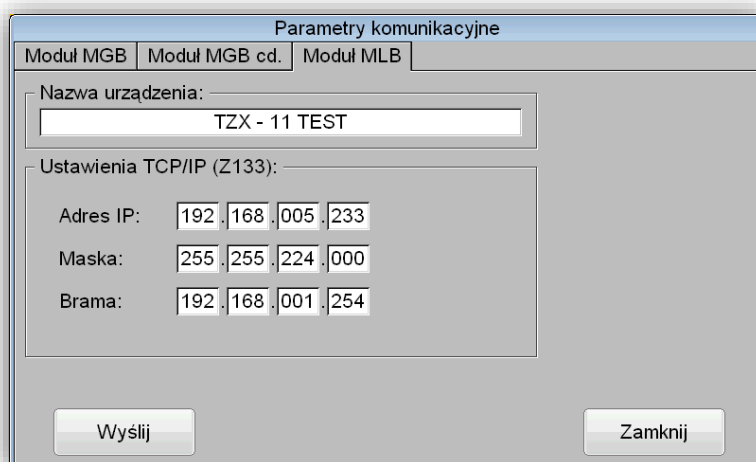 Parametry komunikacyjne
Moduł MGB Moduł MGB cd. Moduł MLB
Nazwa urządzenia:
TZX - 11 TEST
Ustawienia TCP/IP (Z133):
Adres IP: 192.168.005.233
Maska: 255.255.224.000
Brama: 192.168.001.254
Wyślij Zamknij